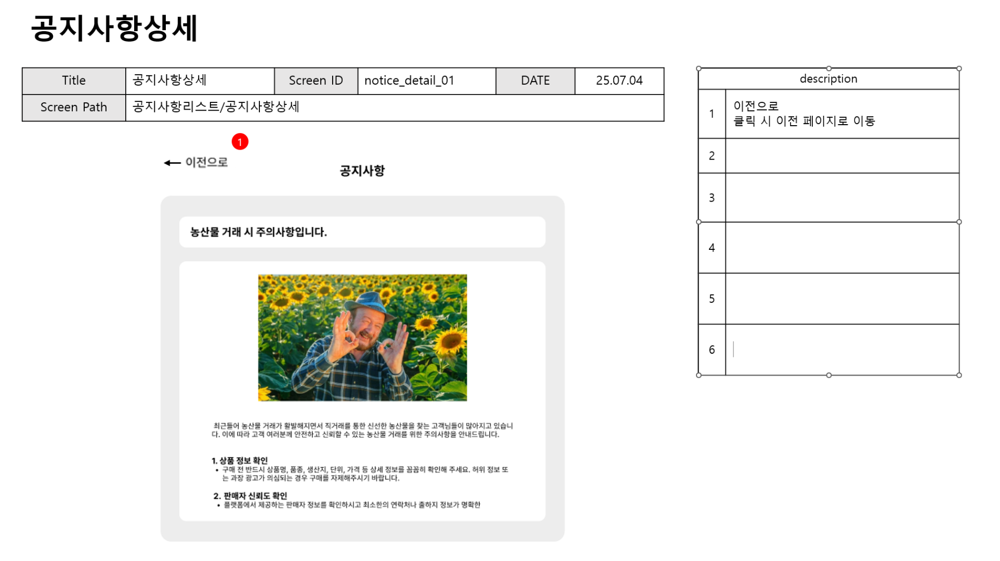 공지사항상세
Title 공지사항상세 Screen ID notice_detail_01 DATE 25.07.04
Screen Path 공지사항리스트/공지사항상세
1
이전으로
공지사항
농산물 거래 시 주의사항입니다.
최근들어 농산물 거래가 활발해지면서 직거래를 통한 신선한 농산물을 찾는 고객님들이 많아지고 있습니
다. 이에 따라 고객 여러분께 안전하고 신뢰할 수 있는 농산물 거래를 위한 주의사항을 안내드립니다.
1. 상품 정보 확인
• 구매 전 반드시 상품명, 품종, 생산지, 단위, 가격 등 상세 정보를 꼼꼼히 확인해 주세요. 허위 정보 또
는 과장 광고가 의심되는 경우 구매를 자제해주시기 바랍니다.
2. 판매자 신뢰도 확인
• 플랫폼에서 제공하는 판매자 정보를 확인하시고 최소한의 연락처나 출하지 정보가 명확한
description
1 이전으로
클릭 시 이전 페이지로 이동
2
3
4
5
6